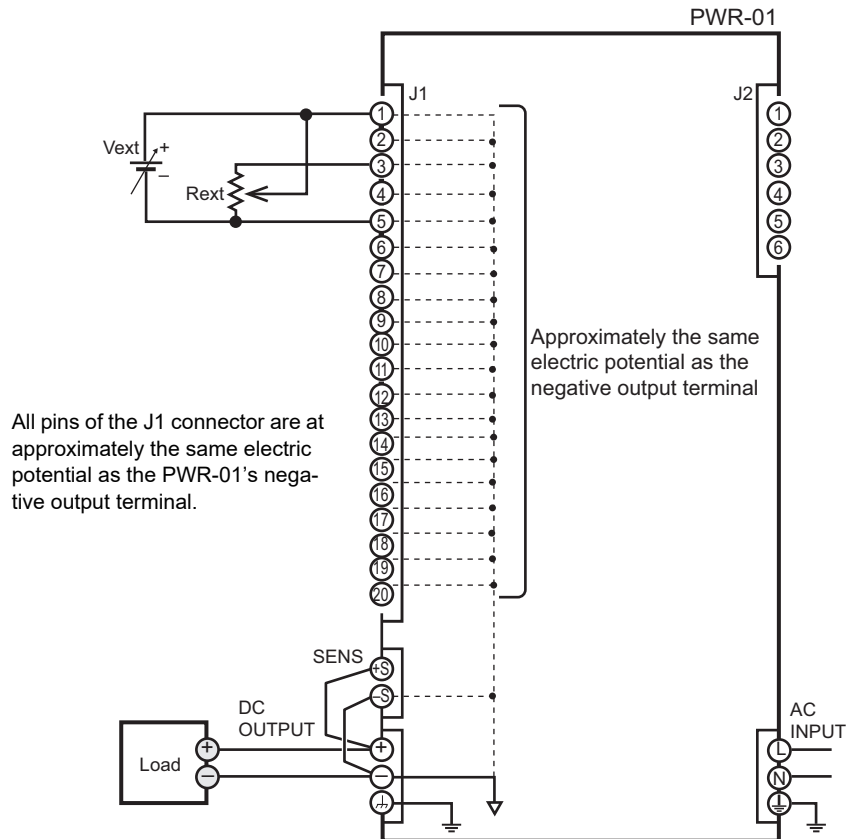 PWR-01
J1
J2
1
2
3
4
5
6
7
8
9
10
11
12
13
14
15
16
17
18
19
20
1
2
3
4
5
6
Vext
+
–
Rext
Approximately the same
electric potential as the
negative output terminal
All pins of the J1 connector are at
approximately the same electric
potential as the PWR-01’s nega-
tive output terminal.
SENS
+S
–S
DC
OUTPUT
AC
INPUT
Load
+
–
+
–
L
N